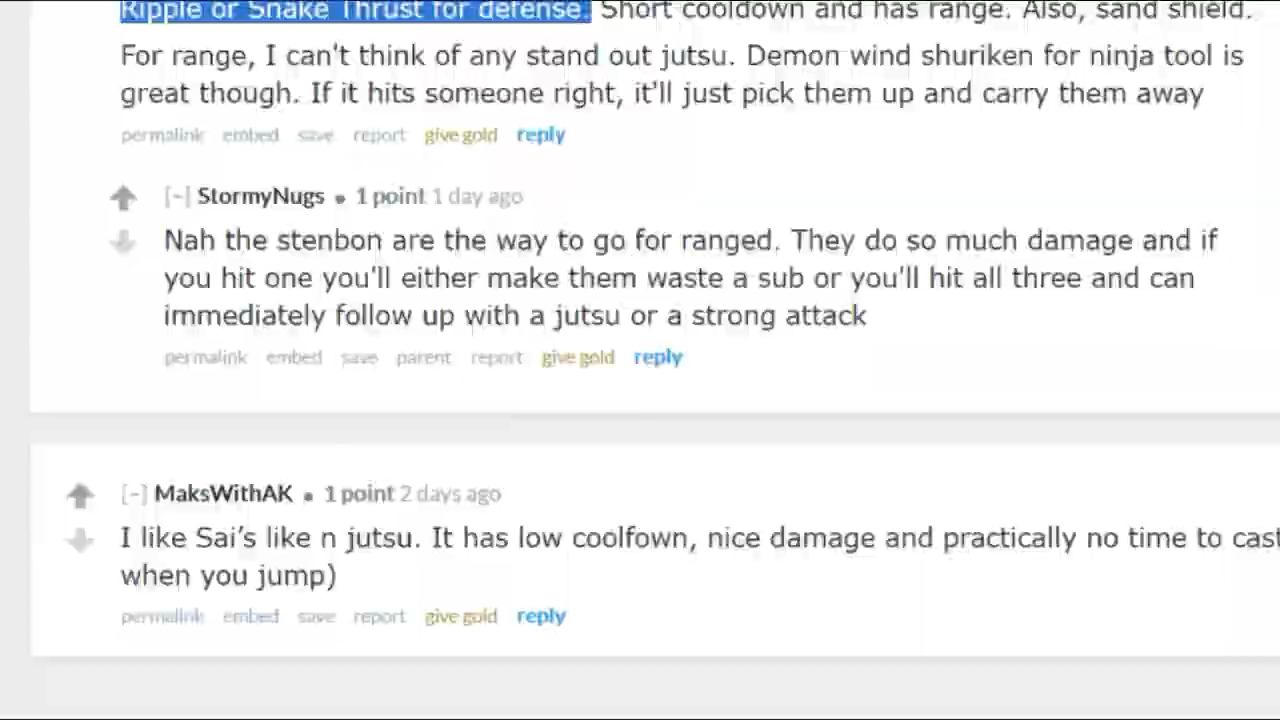 Ripple or Snake Thrust for defense. Short cooldown and has range. Also, sand shield.
For range, I can't think of any stand out jutsu. Demon wind shuriken for ninja tool is
great though. If it hits someone right, it'll just pick them up and carry them away
permalink embed save report give gold reply
[-] StormyNugs • 1 point 1 day ago
Nah the stenbon are the way to go for ranged. They do so much damage and if
you hit one you'll either make them waste a sub or you'll hit all three and can
immediately follow up with a jutsu or a strong attack
permalink embed save parent report give gold reply
[-] MaksWithAK • 1 point 2 days ago
I like Sai's like n jutsu. It has low coolfown, nice damage and practically no time to cast
when you jump)
permalink embed save report give gold reply